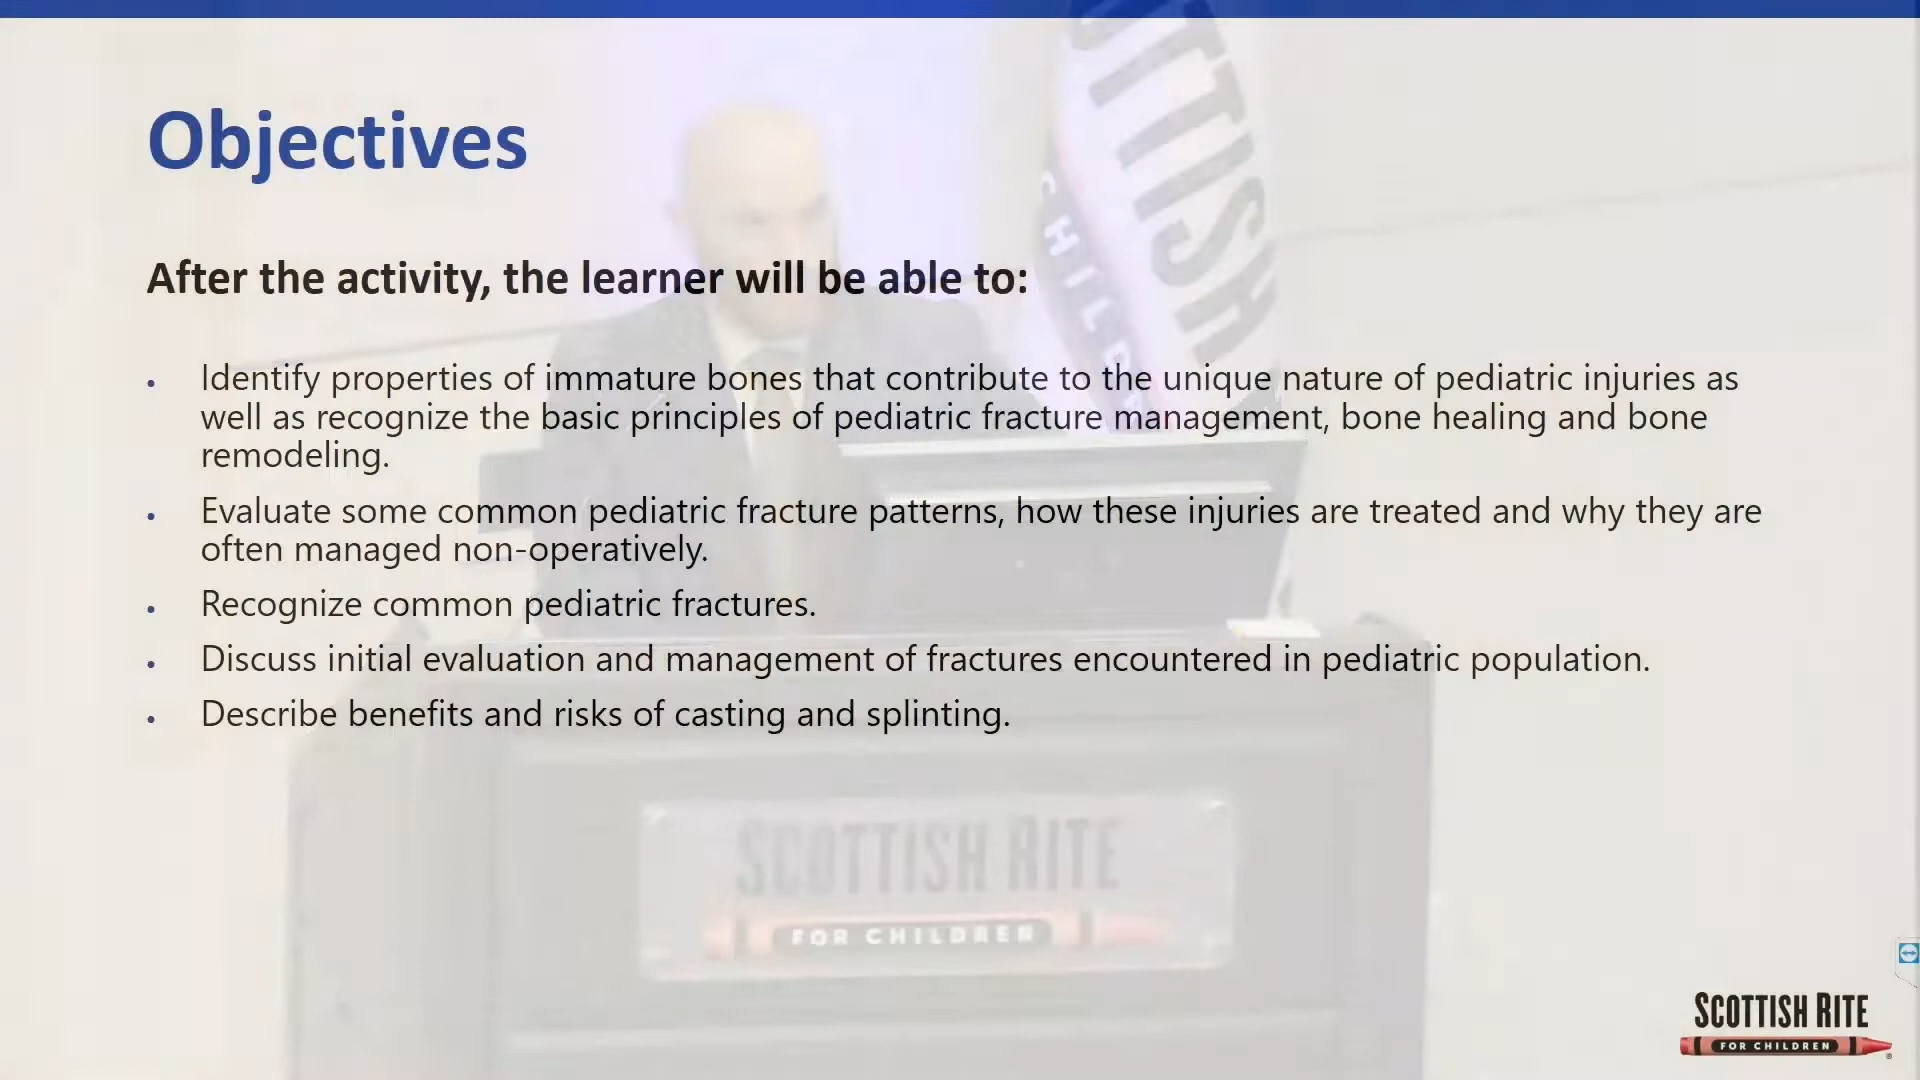 Objectives
After the activity, the learner will be able to:
• Identify properties of immature bones that contribute to the unique nature of pediatric injuries as
well as recognize the basic principles of pediatric fracture management, bone healing and bone
remodeling.
• Evaluate some common pediatric fracture patterns, how these injuries are treated and why they are
often managed non-operatively.
• Recognize common pediatric fractures.
• Discuss initial evaluation and management of fractures encountered in pediatric population.
• Describe benefits and risks of casting and splinting.
SCOTTISH RITE
FOR CHILDREN
SCOTTISH RITE
FOR CHILDREN
®